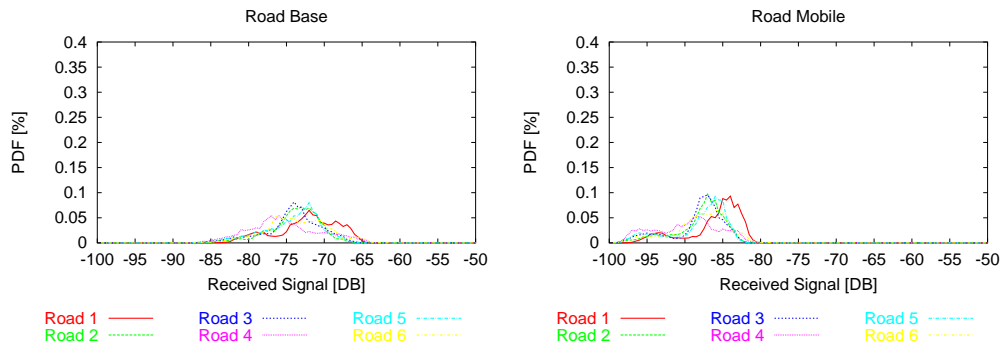 Road Base
0.4
0.35
0.3
0.25
0.2
0.15
0.1
0.05
0
PDF [%]
-100 -95 -90 -85 -80 -75 -70 -65 -60 -55 -50
Received Signal [DB]
Road 1 Road 3 Road 5
Road 2 Road 4 Road 6
Road Mobile
0.4
0.35
0.3
0.25
0.2
0.15
0.1
0.05
0
PDF [%]
-100 -95 -90 -85 -80 -75 -70 -65 -60 -55 -50
Received Signal [DB]
Road 1 Road 3 Road 5
Road 2 Road 4 Road 6